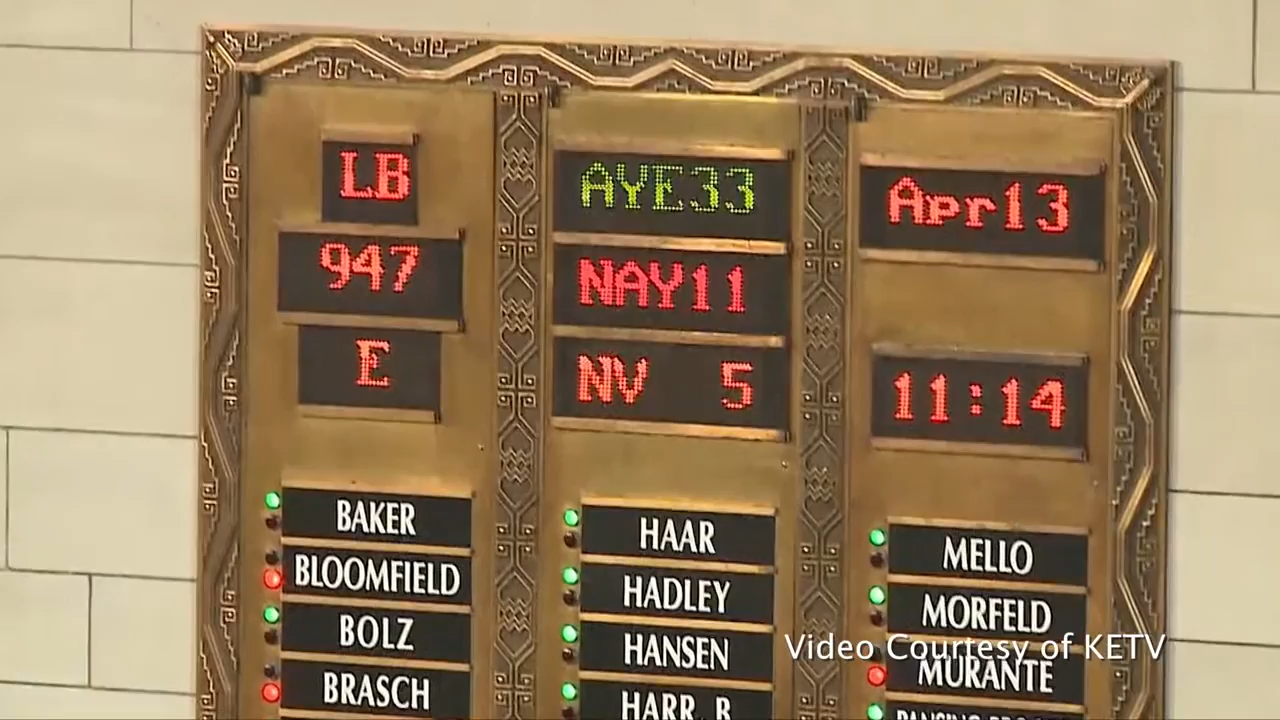 LB
947
E
AYE33
NAY11
NV 5
Apr13
11:14
BAKER
BLOOMFIELD
BOLZ
BRASCH
HAAR
HADLEY
HANSEN
HARR, R
MELLO
MORFELD
MURANTE
Video Courtesy of KETV